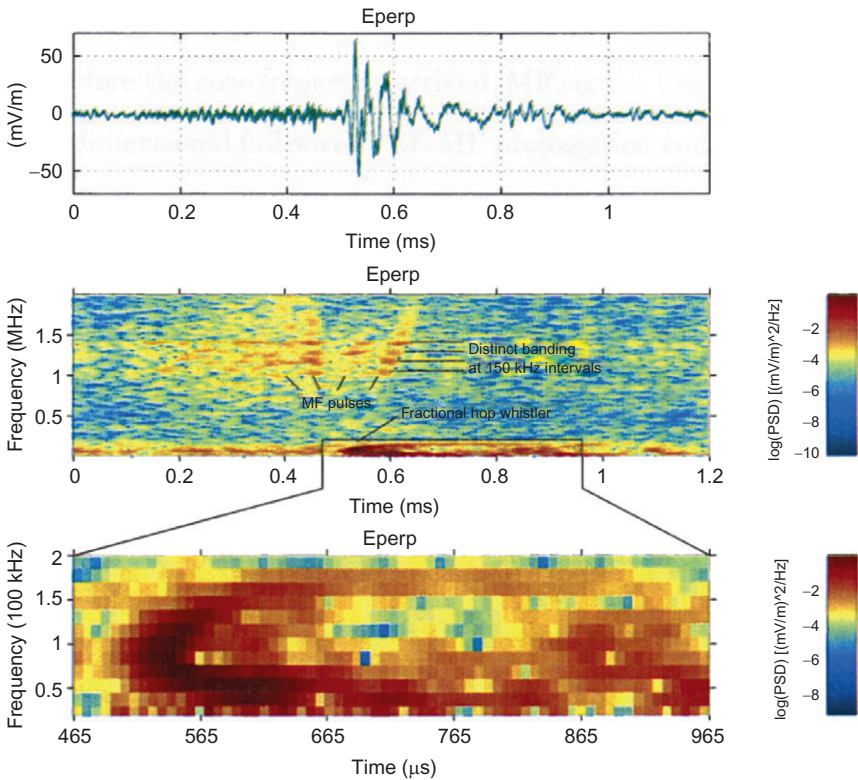 Eperp
(mV/m)
50
0
−50
0
0.2
0.4
0.6
0.8
1
Time (ms)
Eperp
Frequency (MHz)
1.5
1
0.5
Distinct banding
at 150 kHz intervals
MF pulses
Fractional hop whistler
0
0.2
0.4
0.6
0.8
1
1.2
Time (ms)
log(PSD) [(mV/m)^2/Hz]
−2
−4
−6
−8
−10
Eperp
Frequency (100 kHz)
2
1.5
1
0.5
465
565
665
765
865
965
Time (μs)
log(PSD) [(mV/m)^2/Hz]
−2
−4
−6
−8